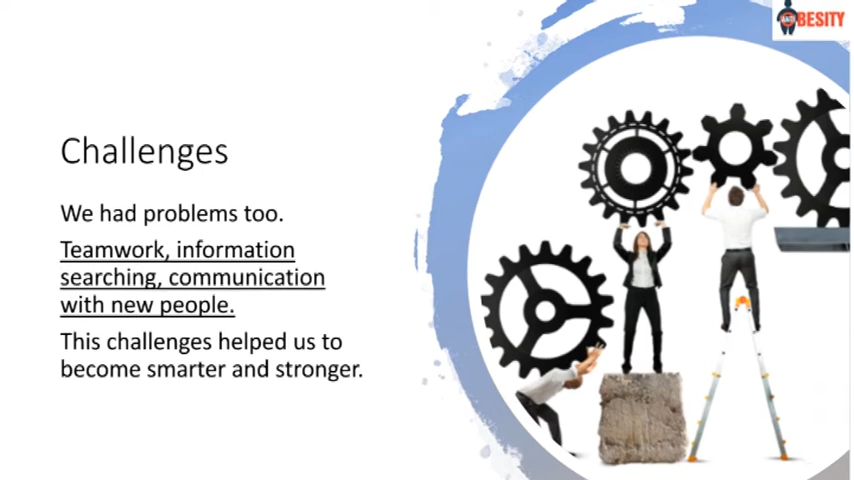 ANTI
BESITY
Challenges
We had problems too.
Teamwork, information
searching, communication
with new people.
This challenges helped us to
become smarter and stronger.